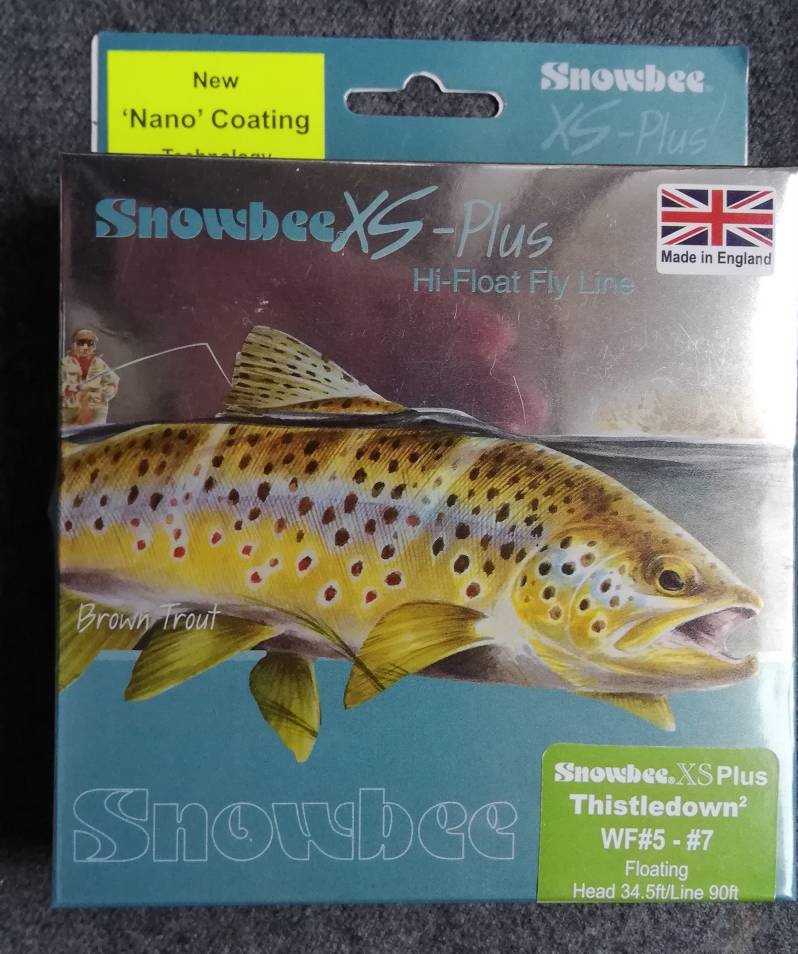 New
'Nano' Coating
Technology
Snowbee
XS-Plus
Snowbee XS-Plus
Hi-Float Fly Line
Made in England
Brown Trout
Snowbee
Snowbee XS Plus
Thistledown²
WF#5 - #7
Floating
Head 34.5ft/Line 90ft